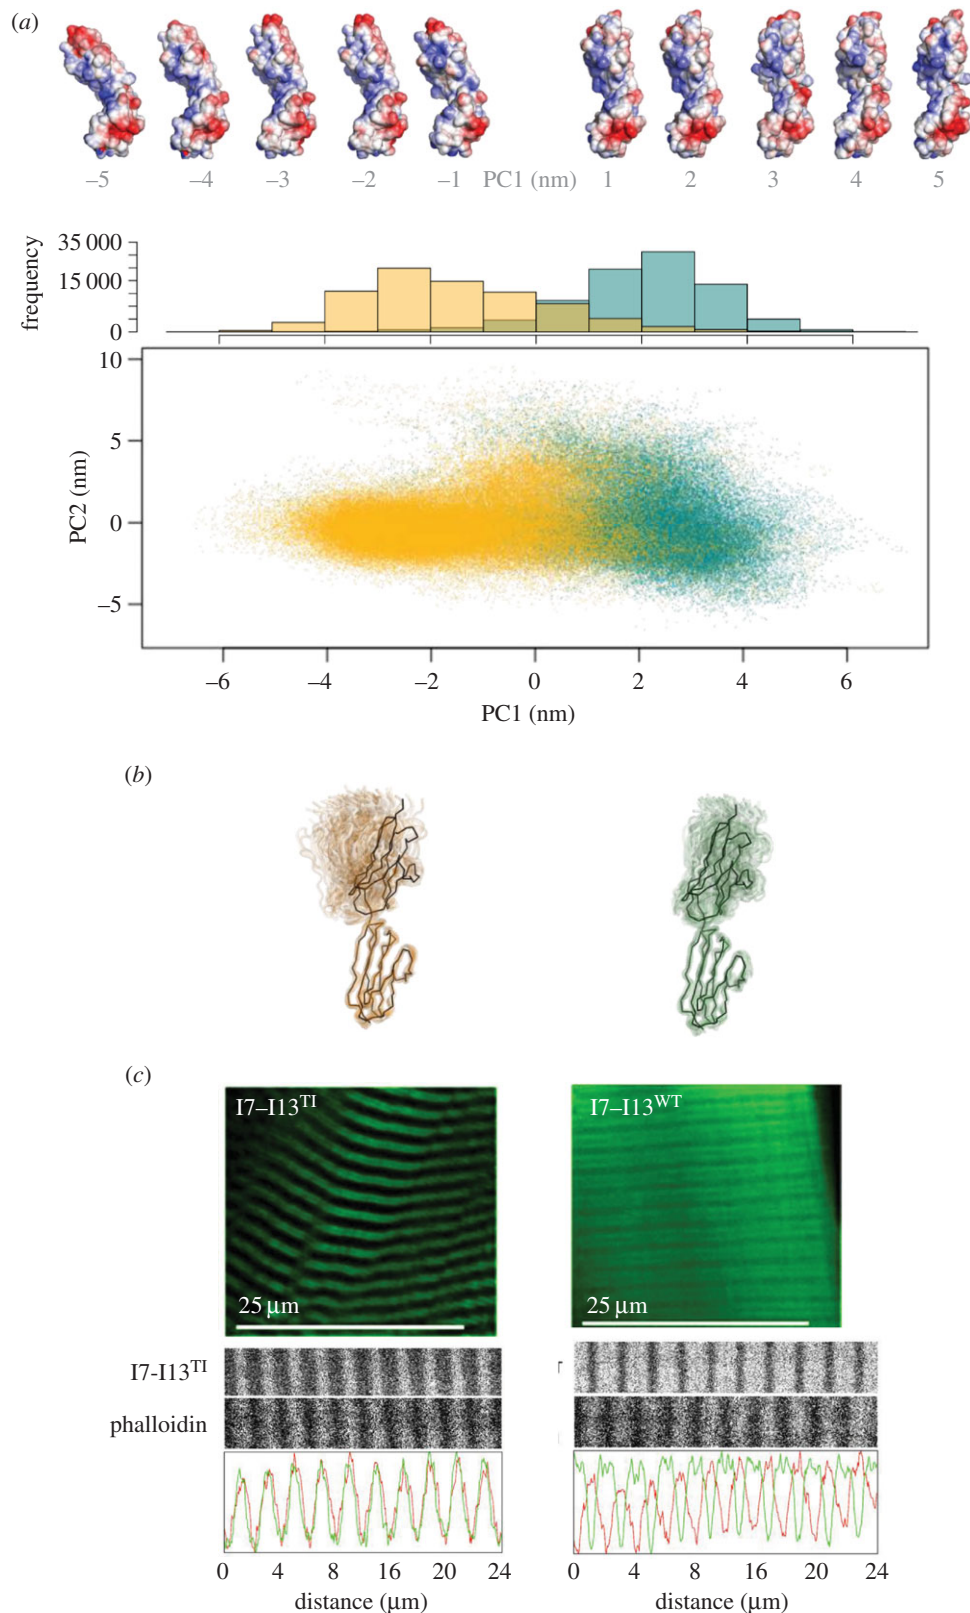 (a)
–5 –4 –3 –2 –1 PC1 (nm) 1 2 3 4 5
frequency
35 000
15 000
0
PC2 (nm)
10
5
0
–5
–6 –4 –2 0 2 4 6
PC1 (nm)
(b)
(c)
I7–I13ᵀᴵ
25 µm
I7–I13ᵂᵀ
25 µm
I7-I13ᵀᴵ
phalloidin
0 4 8 12 16 20 24
distance (µm)
0 4 8 12 16 20 24
distance (µm)